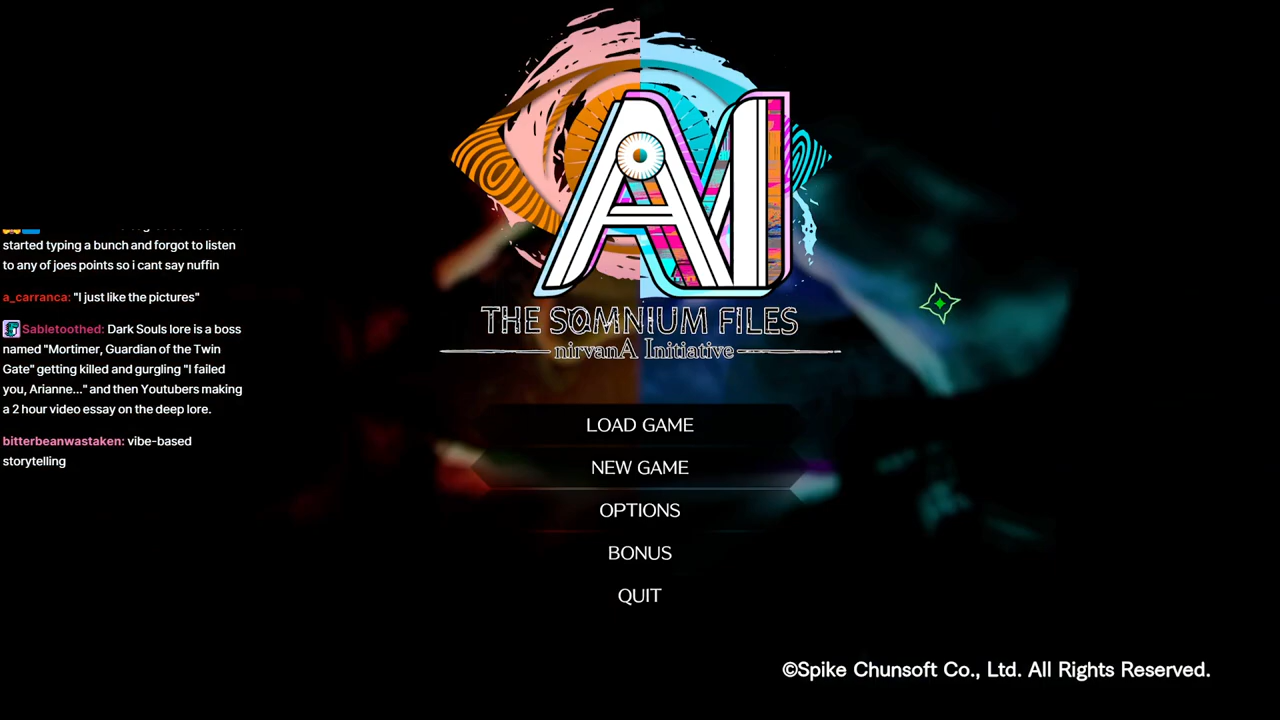 started typing a bunch and forgot to listen
to any of joes points so i cant say nuffin
a_carranca: "I just like the pictures"
Sabletoothed: Dark Souls lore is a boss
named "Mortimer, Guardian of the Twin
Gate" getting killed and gurgling "I failed
you, Arianne..." and then Youtubers making
a 2 hour video essay on the deep lore.
bitterbeanwastaken: vibe-based
storytelling
AI
THE SOMNIUM FILES
nirvanA Initiative
LOAD GAME
NEW GAME
OPTIONS
BONUS
QUIT
©Spike Chunsoft Co., Ltd. All Rights Reserved.